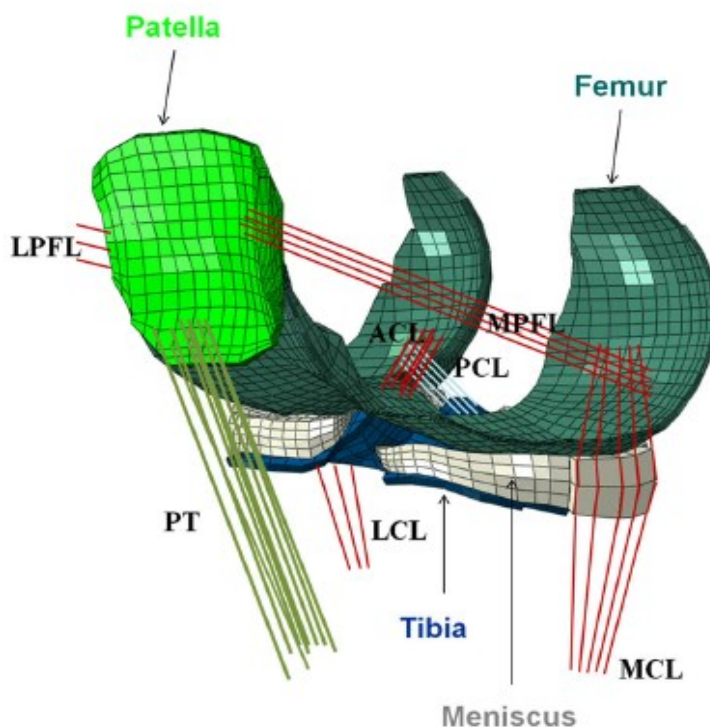 Patella
Femur
LPFL
ACL
MPFL
PCL
PT
LCL
Tibia
MCL
Meniscus